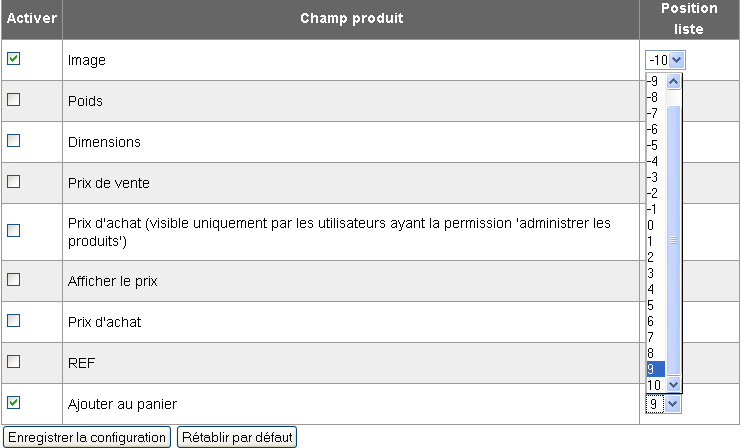 Activer Champ produit Position
liste
Image -10
-9
Poids -8
-7
-6
Dimensions -5
-4
-3
Prix de vente -2
-1
0
Prix d'achat (visible uniquement par les utilisateurs ayant la permission 'administrer les
produits') 1
2
3
Afficher le prix 4
5
Prix d'achat 6
7
8
REF 9
10
Ajouter au panier 9
Enregistrer la configuration Rétablir par défaut